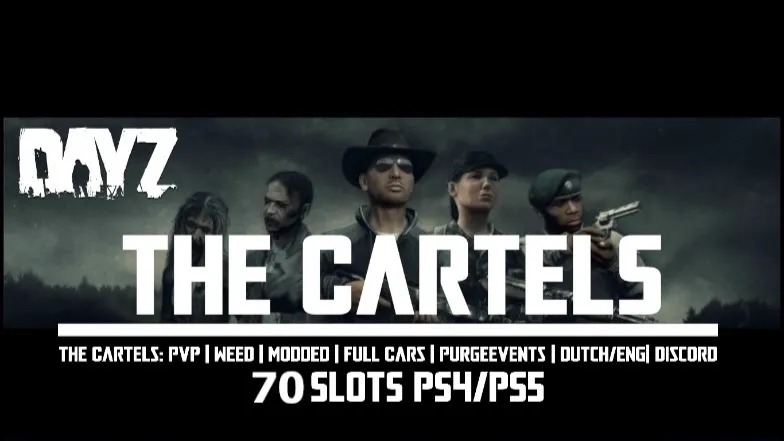 DAYZ
THE CARTELS
THE CARTELS: PVP | WEED | MODDED | FULL CARS | PURGEEVENTS | DUTCH/ENG| DISCORD
70 SLOTS PS4/PS5